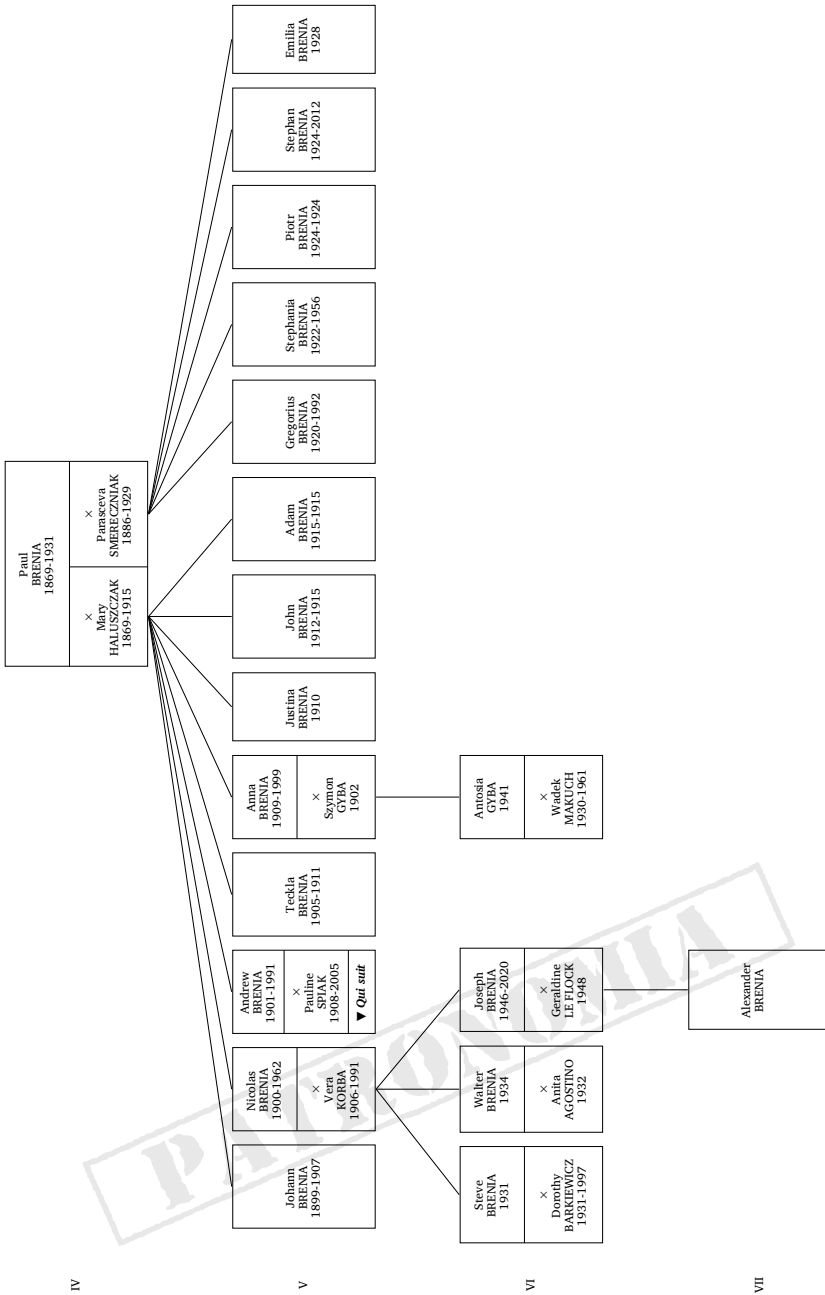 IV
Paul
BRENIA
1869-1931
×
Mary
HALUSZCZAK
1869-1915
×
Parasceva
SMERECZNIAK
1886-1929
V
Johann
BRENIA
1899-1907
Nicolas
BRENIA
1900-1962
×
Vera
KORBA
1906-1991
Andrew
BRENIA
1901-1991
×
Pauline
SPIAK
1908-2005
▼ Qui suit
Teckla
BRENIA
1905-1911
Anna
BRENIA
1909-1999
×
Szymon
GYBA
1902
Justina
BRENIA
1910
John
BRENIA
1912-1915
Adam
BRENIA
1915-1915
Gregorius
BRENIA
1920-1992
Stephania
BRENIA
1922-1956
Piotr
BRENIA
1924-1924
Stephan
BRENIA
1924-2012
Emilia
BRENIA
1928
VI
Steve
BRENIA
1931
×
Dorothy
BARKIEWICZ
1931-1997
Walter
BRENIA
1934
×
Anita
AGOSTINO
1932
Joseph
BRENIA
1946-2020
×
Geraldine
LE FLOCK
1948
Antosia
GYBA
1941
×
Wadek
MAKUCH
1930-1961
VII
Alexander
BRENIA
PATRONOMIA